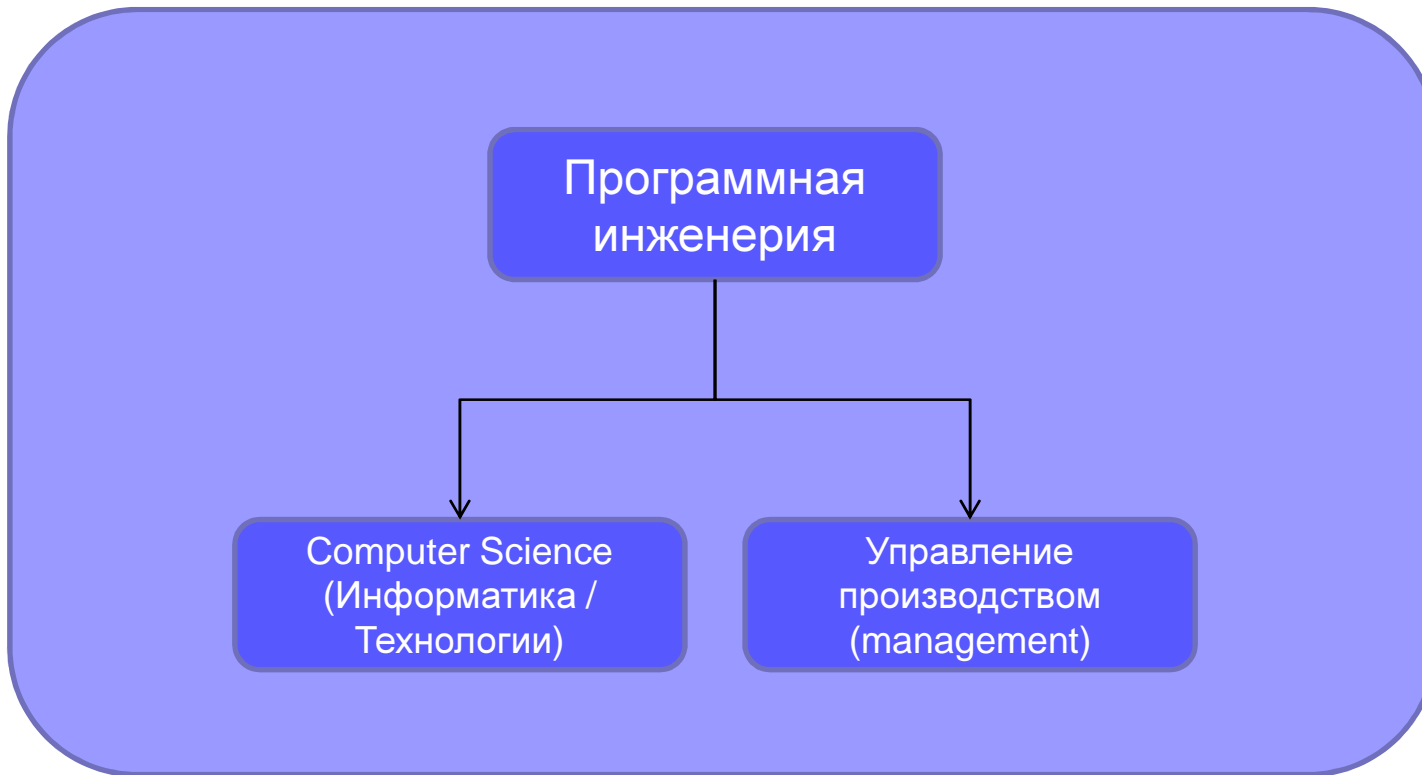 Программная
инженерия
Computer Science
(Информатика /
Технологии)
Управление
производством
(management)